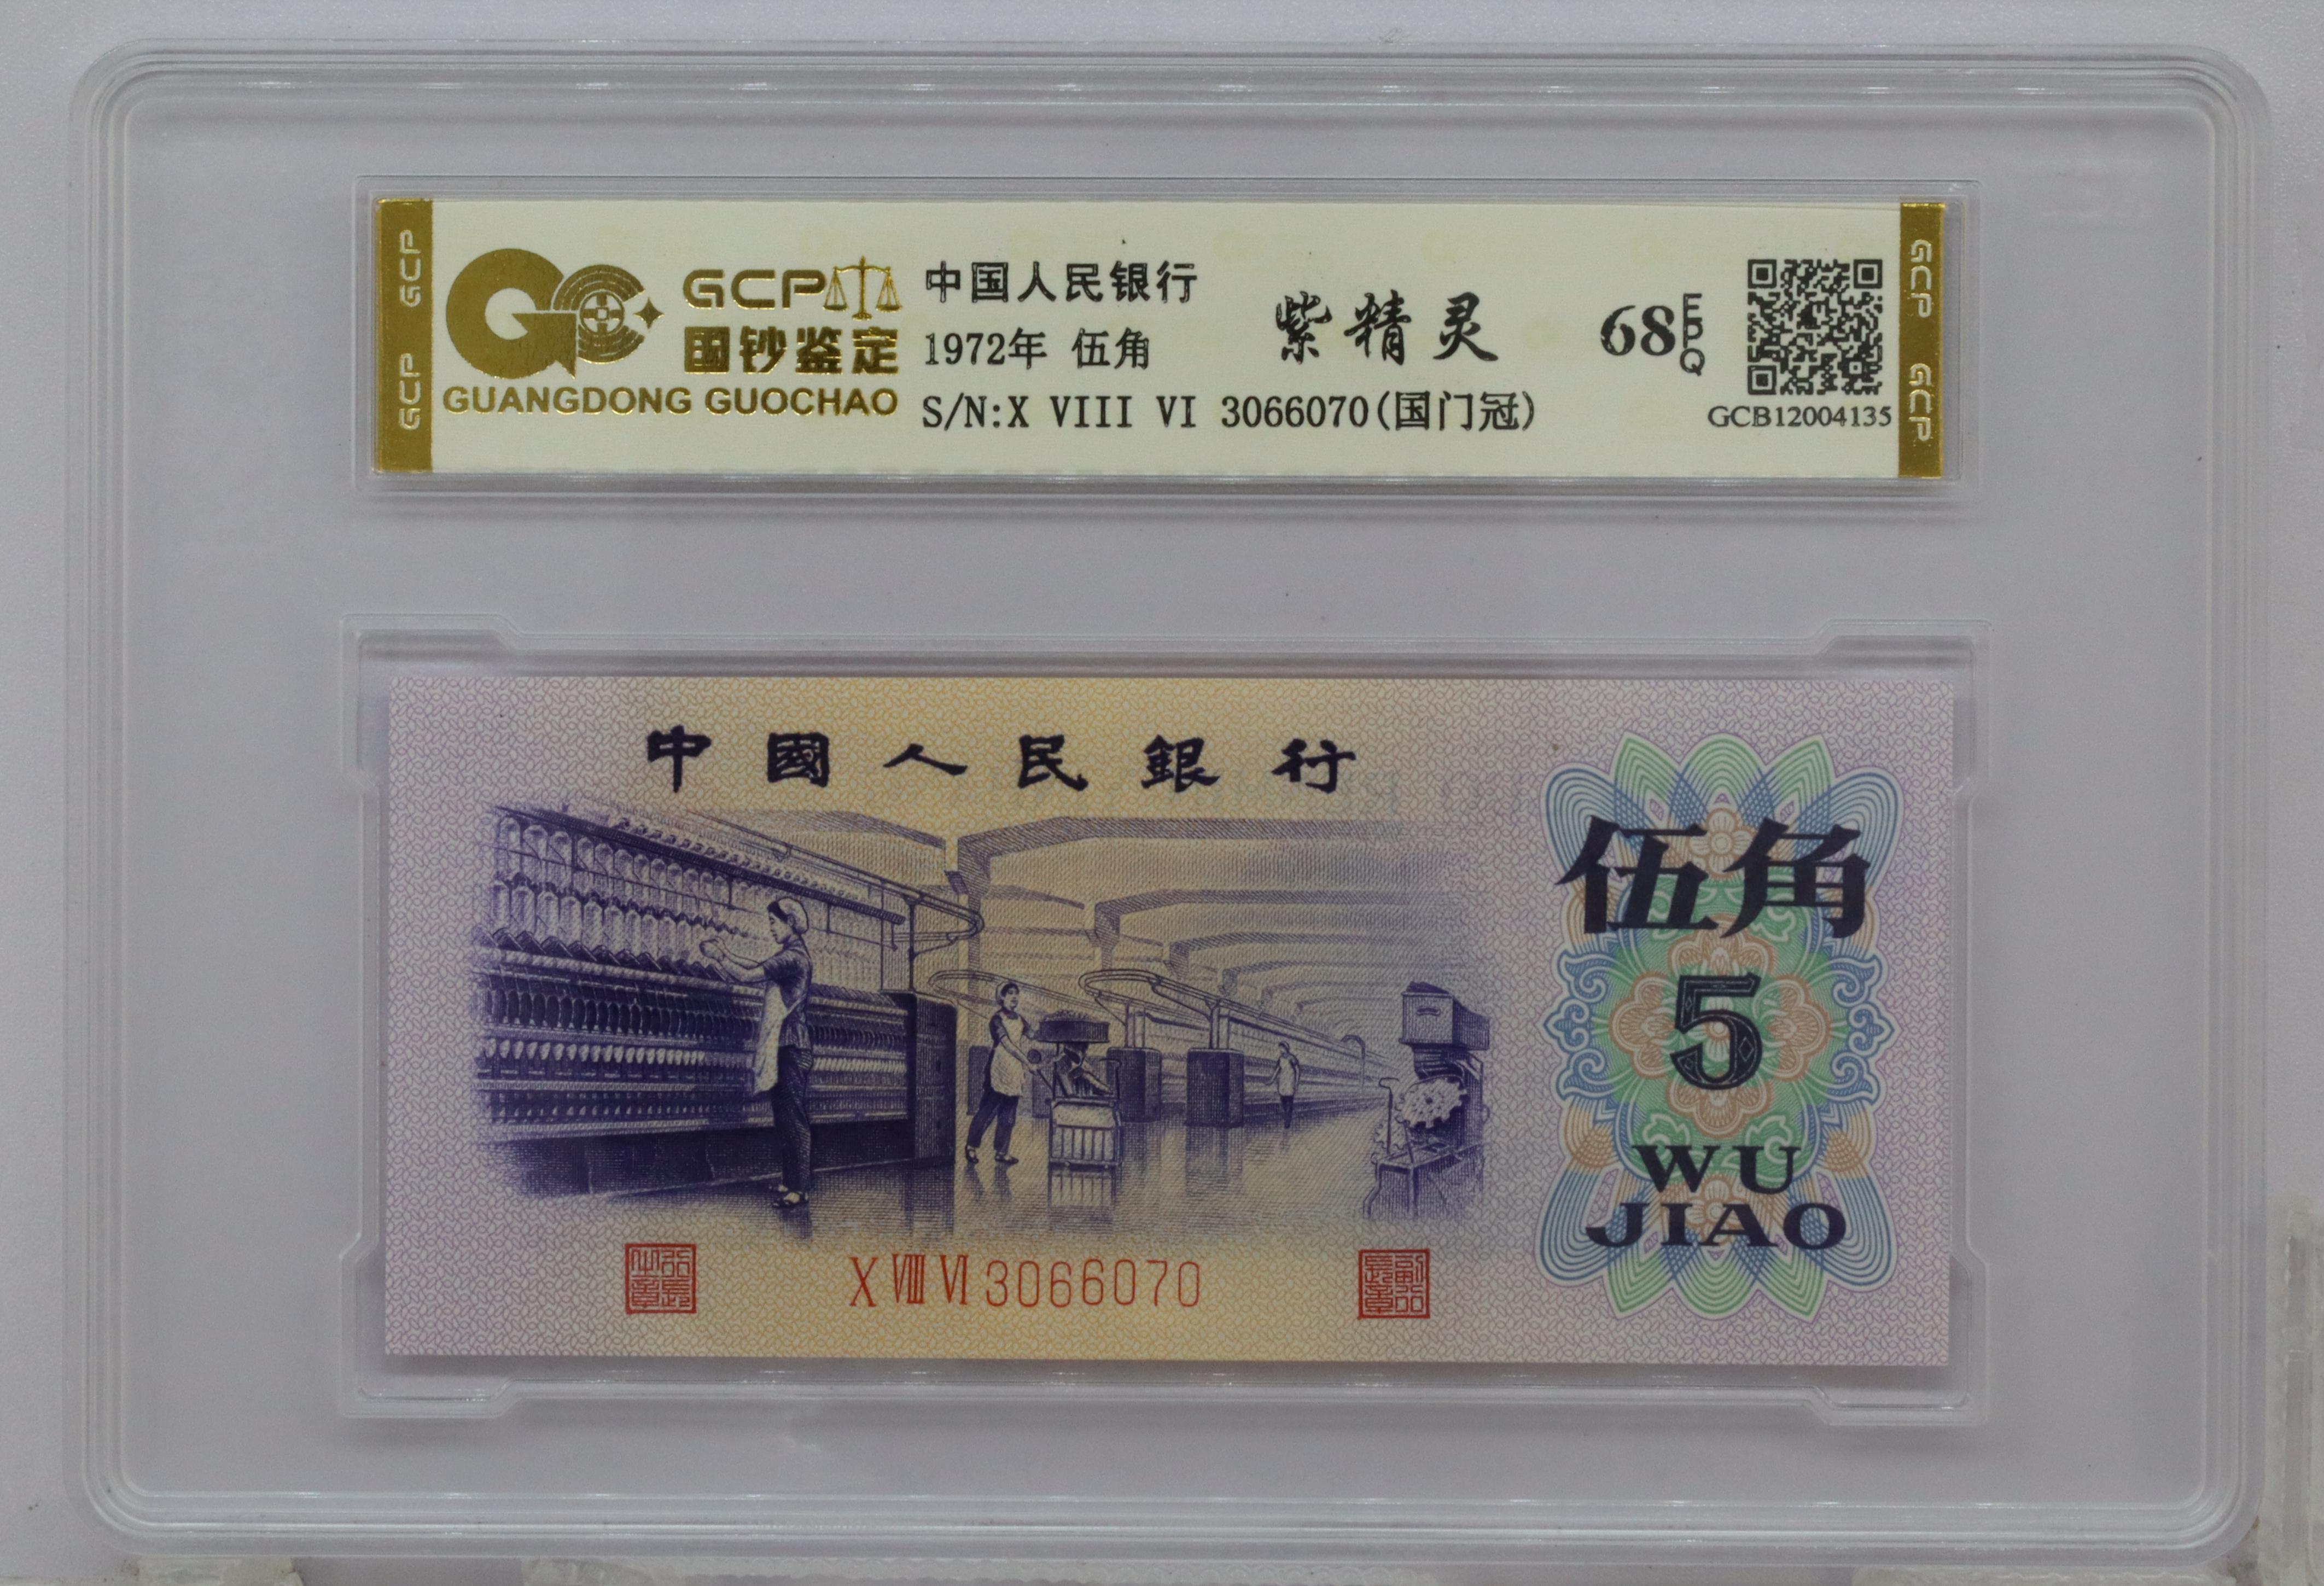 GCP GCP
GCP
国钞鉴定
GUANGDONG GUOCHAO
中国人民银行
1972年 伍角
S/N:X VIII VI 3066070(国门冠)
紫精灵
68 EPQ
GCB12004135
GCP GCP
中國人民銀行
伍角
5
WU
JIAO
X VIII VI 3066070